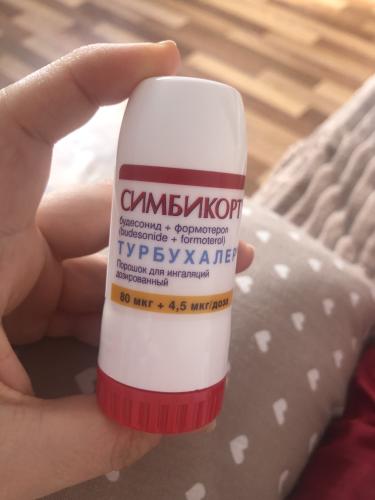 СИМБИКОРТ
будесонид + формотерол
(budesonide + formoterol)
ТУРБУХАЛЕР
Порошок для ингаляций
дозированный
80 мкг + 4,5 мкг/доза